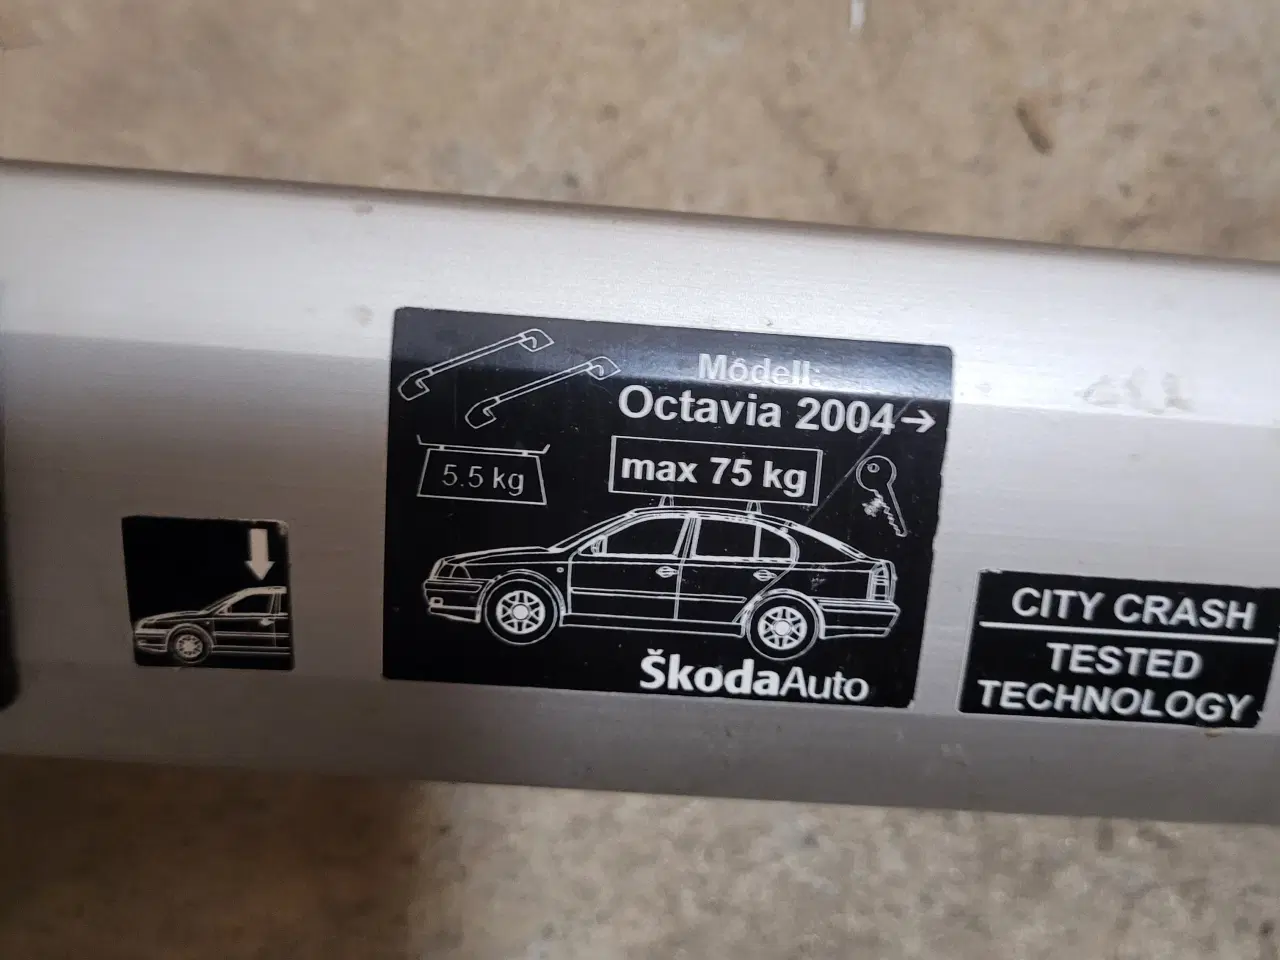 Modell:
Octavia 2004→
5.5 kg
max 75 kg
ŠkodaAuto
CITY CRASH
TESTED
TECHNOLOGY